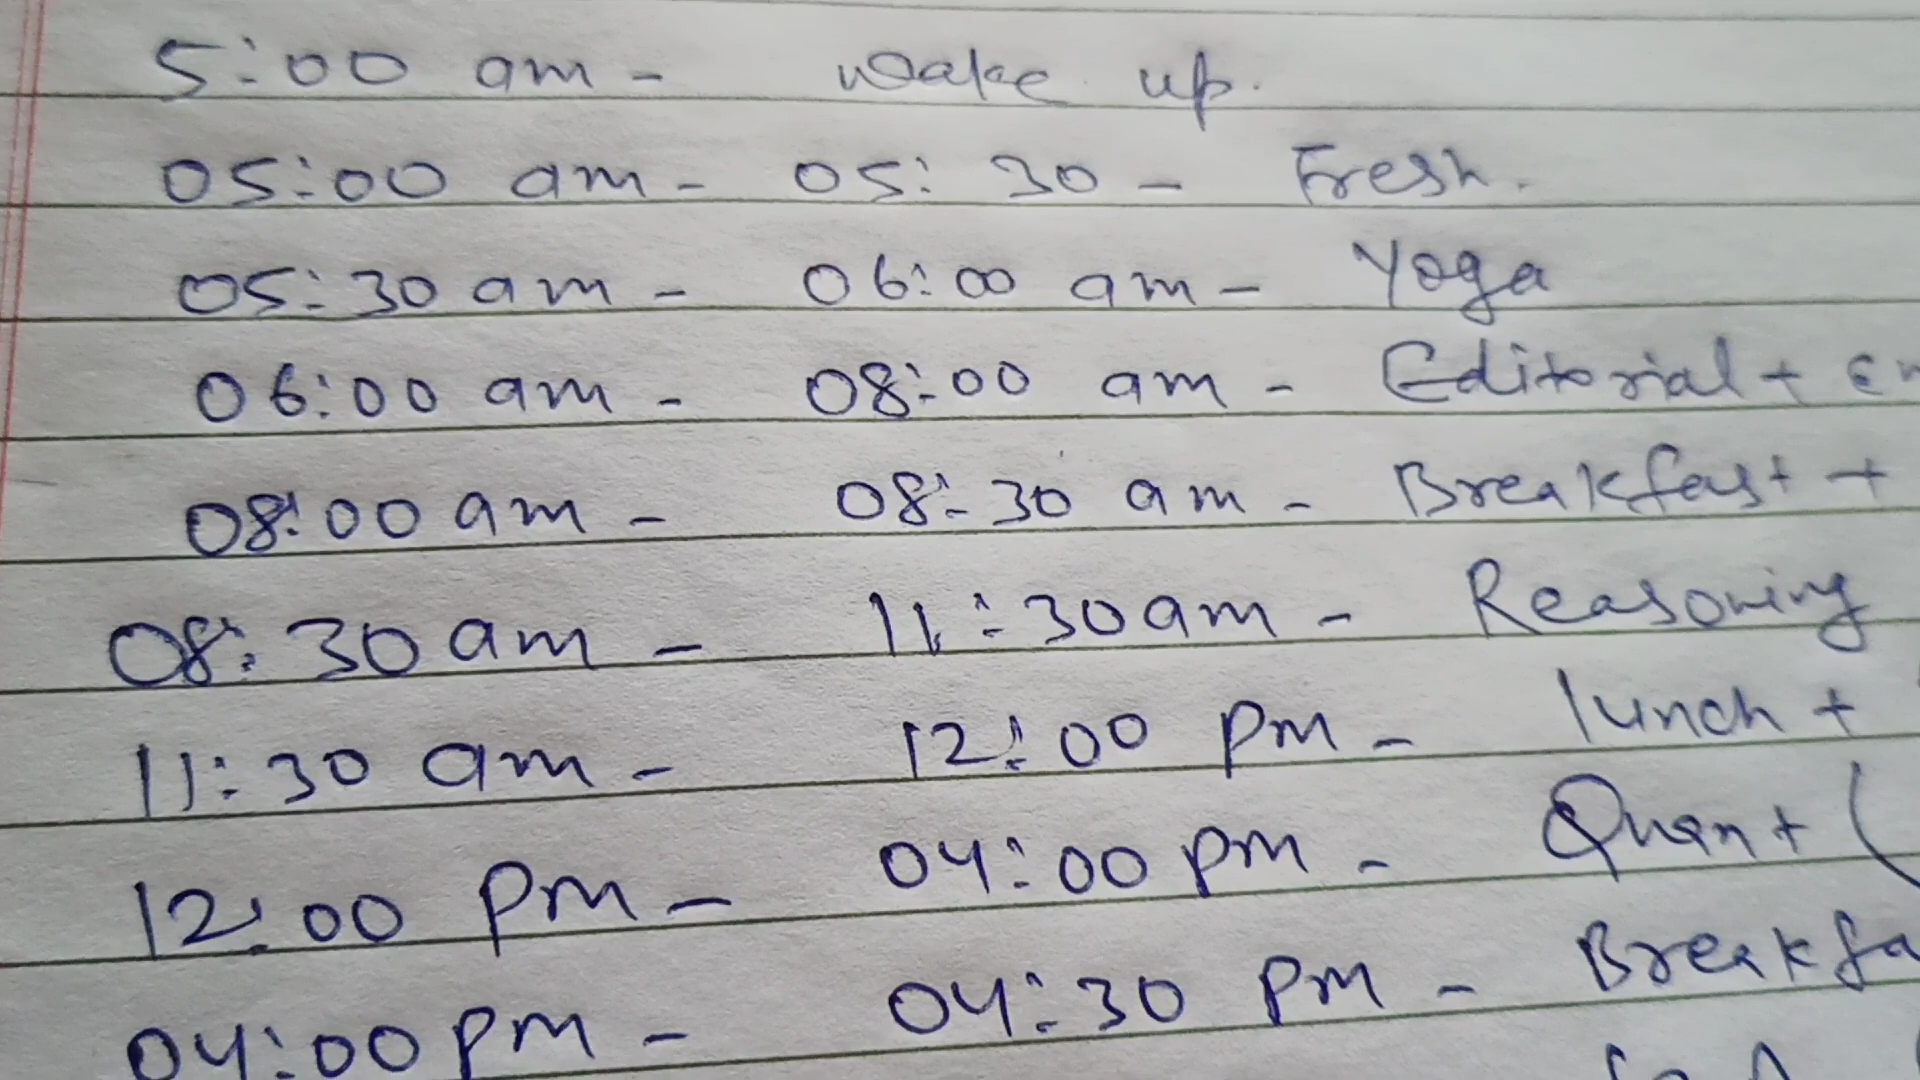 5:00 am - wake up.
05:00 am - 05:30 - Fresh.
05:30 am - 06:00 am - Yoga
06:00 am - 08:00 am - Editorial +
08:00 am - 08:30 am - Breakfast +
08:30 am - 11:30 am - Reasoning
11:30 am - 12:00 pm - lunch +
12:00 pm - 04:00 pm - Quant (
04:00 pm - 04:30 pm - Breakfa